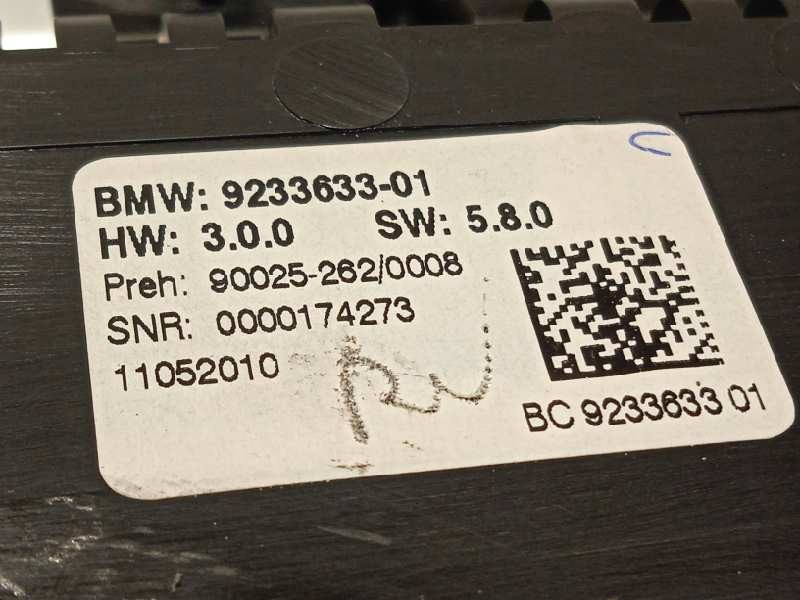 BMW: 9233633-01
HW: 3.0.0 SW: 5.8.0
Preh: 90025-262/0008
SNR: 0000174273
11052010
BC 9233633 01